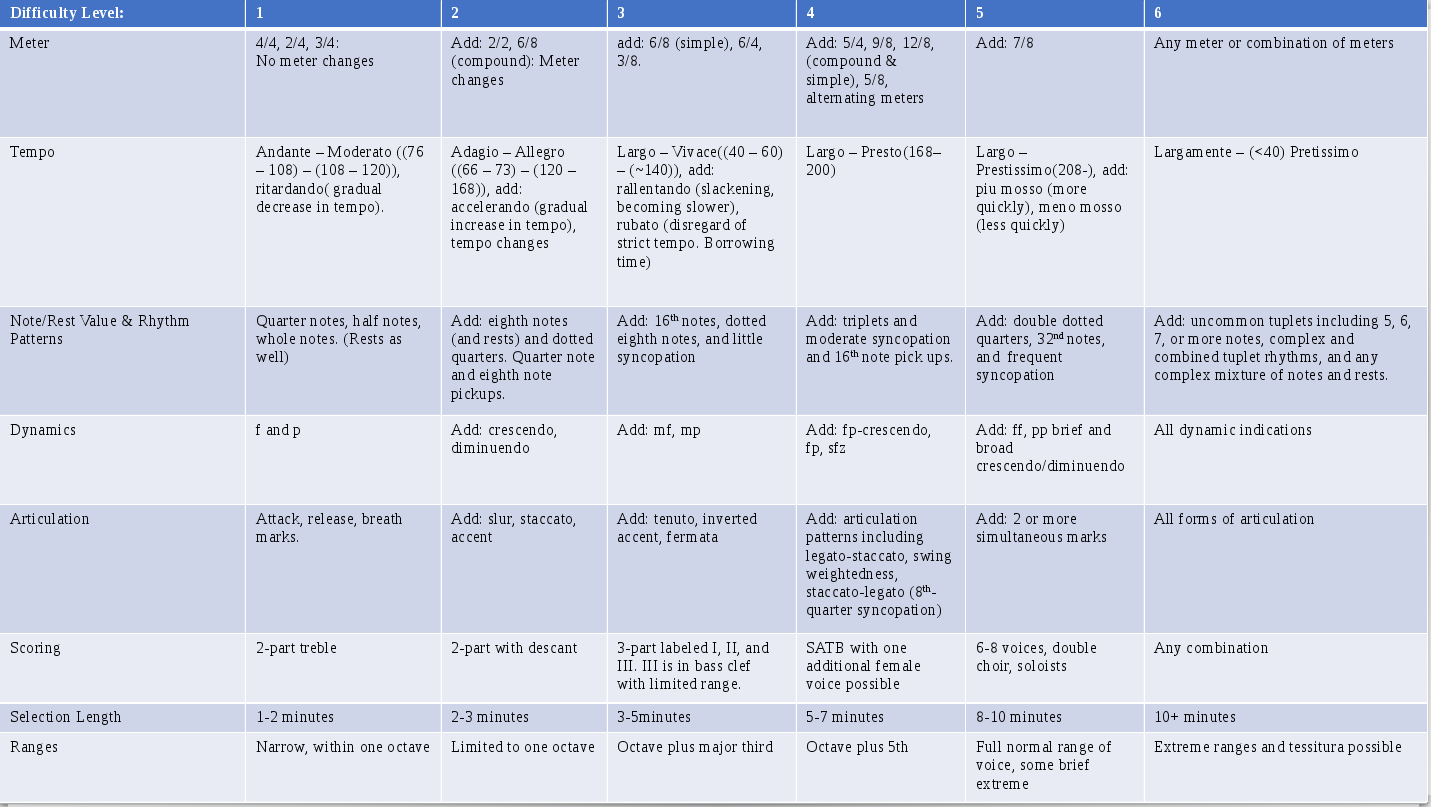 Difficulty Level:
1
2
3
4
5
6
Meter
4/4, 2/4, 3/4:
No meter changes
Add: 2/2, 6/8
(compound): Meter
changes
add: 6/8 (simple), 6/4,
3/8.
Add: 5/4, 9/8, 12/8,
(compound &
simple), 5/8,
alternating meters
Add: 7/8
Any meter or combination of meters
Tempo
Andante – Moderato ((76
– 108) – (108 – 120)),
ritardando( gradual
decrease in tempo).
Adagio – Allegro
((66 – 73) – (120 –
168)), add:
accelerando (gradual
increase in tempo),
tempo changes
Largo – Vivace((40 – 60)
– (~140)), add:
rallentando (slackening,
becoming slower),
rubato (disregard of
strict tempo. Borrowing
time)
Largo – Presto(168–
200)
Largo –
Prestissimo(208-), add:
piu mosso (more
quickly), meno mosso
(less quickly)
Largamente – (<40) Pretissimo
Note/Rest Value & Rhythm
Patterns
Quarter notes, half notes,
whole notes. (Rests as
well)
Add: eighth notes
(and rests) and dotted
quarters. Quarter note
and eighth note
pickups.
Add: 16th notes, dotted
eighth notes, and little
syncopation
Add: triplets and
moderate syncopation
and 16th note pick ups.
Add: double dotted
quarters, 32nd notes,
and frequent
syncopation
Add: uncommon tuplets including 5, 6,
7, or more notes, complex and
combined tuplet rhythms, and any
complex mixture of notes and rests.
Dynamics
f and p
Add: crescendo,
diminuendo
Add: mf, mp
Add: fp-crescendo,
fp, sfz
Add: ff, pp brief and
broad
crescendo/diminuendo
All dynamic indications
Articulation
Attack, release, breath
marks.
Add: slur, staccato,
accent
Add: tenuto, inverted
accent, fermata
Add: articulation
patterns including
legato-staccato, swing
weightedness,
staccato-legato (8th-
quarter syncopation)
Add: 2 or more
simultaneous marks
All forms of articulation
Scoring
2-part treble
2-part with descant
3-part labeled I, II, and
III. III is in bass clef
with limited range.
SATB with one
additional female
voice possible
6-8 voices, double
choir, soloists
Any combination
Selection Length
1-2 minutes
2-3 minutes
3-5minutes
5-7 minutes
8-10 minutes
10+ minutes
Ranges
Narrow, within one octave
Limited to one octave
Octave plus major third
Octave plus 5th
Full normal range of
voice, some brief
extreme
Extreme ranges and tessitura possible